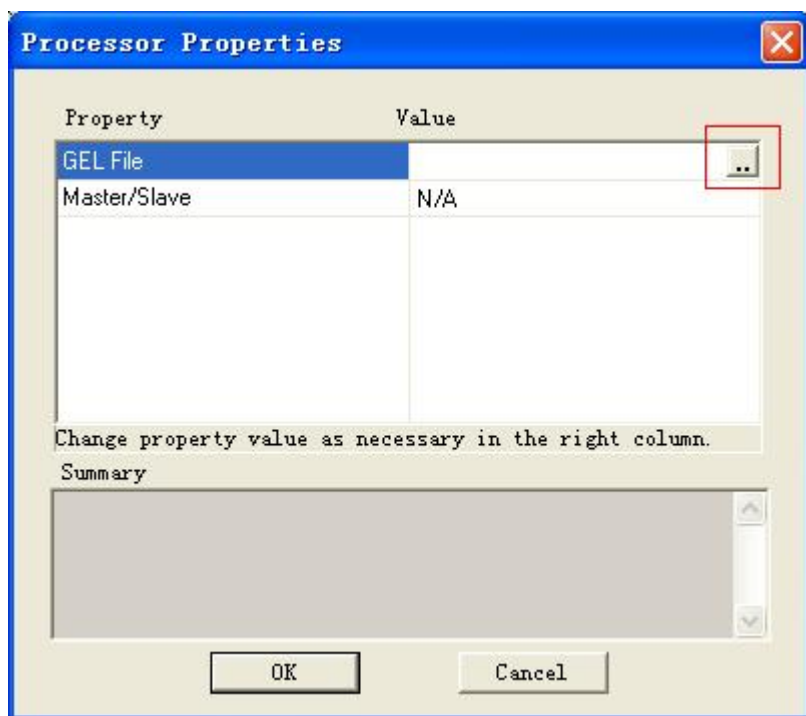 Processor Properties
Property Value
GEL File ..
Master/Slave N/A
Change property value as necessary in the right column.
Summary
OK Cancel